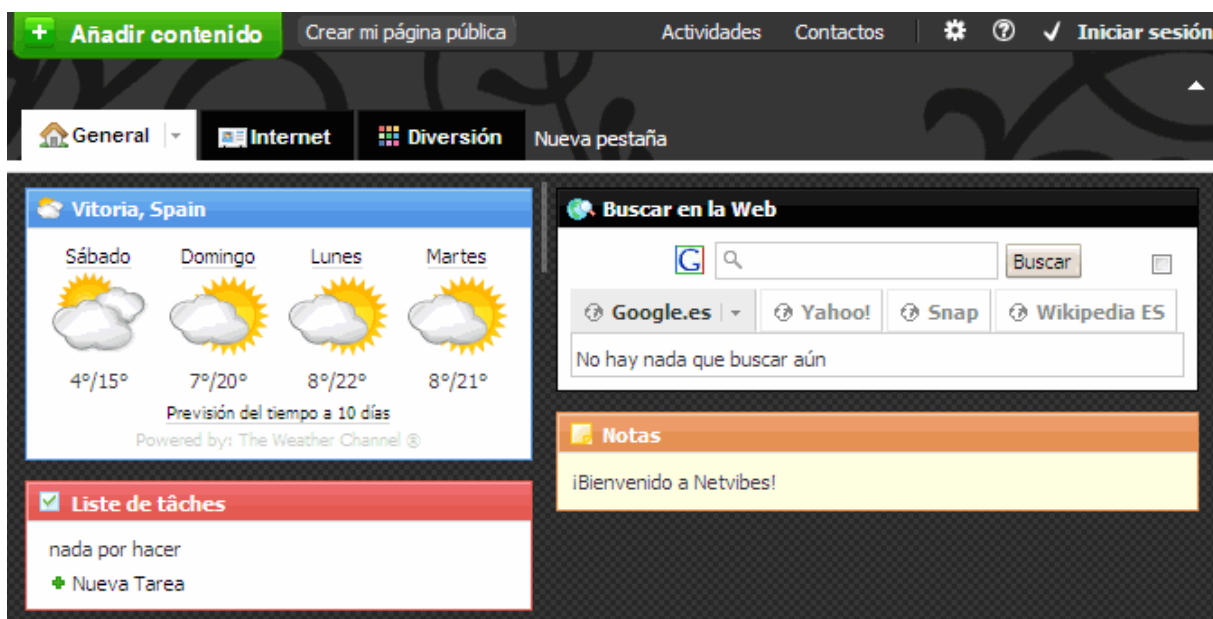 Añadir contenido
Crear mi página pública
Actividades Contactos Iniciar sesión
General Internet Diversión Nueva pestaña
Vitoria, Spain
Sábado Domingo Lunes Martes
4°/15° 7°/20° 8°/22° 8°/21°
Previsión del tiempo a 10 días
Powered by: The Weather Channel ®
Liste de tâches
nada por hacer
Nueva Tarea
Buscar en la Web
G Buscar
Google.es Yahoo! Snap Wikipedia ES
No hay nada que buscar aún
Notas
¡Bienvenido a Netvibes!